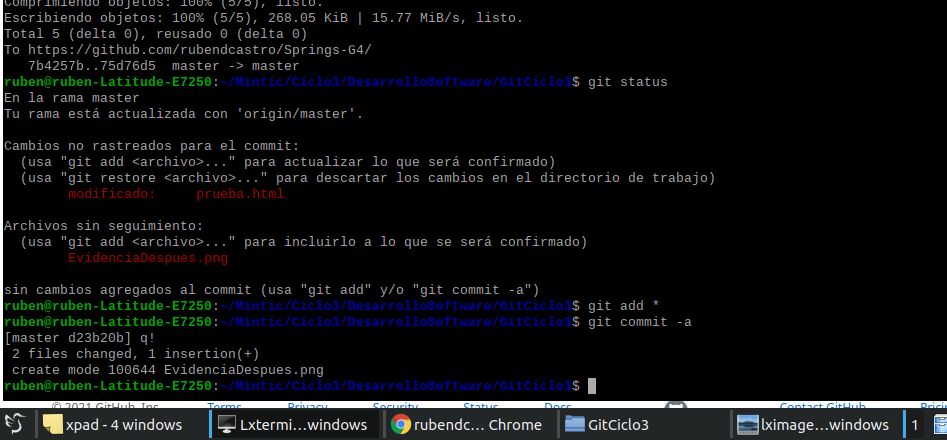 Comprimiendo objetos: 100% (5/5), listo.
Escribiendo objetos: 100% (5/5), 268.05 KiB | 15.77 MiB/s, listo.
Total 5 (delta 0), reusado 0 (delta 0)
To https://github.com/rubendcastro/Springs-G4/
   7b4257b..75d76d5  master -> master
ruben@ruben-Latitude-E7250:~/Mintic/Ciclo3/DesarrolloSoftware/GitCiclo3$ git status
En la rama master
Tu rama está actualizada con 'origin/master'.

Cambios no rastreados para el commit:
  (usa "git add <archivo>..." para actualizar lo que será confirmado)
  (usa "git restore <archivo>..." para descartar los cambios en el directorio de trabajo)
        modificado:     prueba.html

Archivos sin seguimiento:
  (usa "git add <archivo>..." para incluirlo a lo que se será confirmado)
        EvidenciaDespues.png

sin cambios agregados al commit (usa "git add" y/o "git commit -a")
ruben@ruben-Latitude-E7250:~/Mintic/Ciclo3/DesarrolloSoftware/GitCiclo3$ git add *
ruben@ruben-Latitude-E7250:~/Mintic/Ciclo3/DesarrolloSoftware/GitCiclo3$ git commit -a
[master d23b20b] q!
 2 files changed, 1 insertion(+)
 create mode 100644 EvidenciaDespues.png
ruben@ruben-Latitude-E7250:~/Mintic/Ciclo3/DesarrolloSoftware/GitCiclo3$
© 2021 GitHub, Inc. Terms Privacy Security Status Docs Contact GitHub Pricin
xpad - 4 windows Lxtermi...windows rubendc... Chrome GitCiclo3 lximage...windows 1